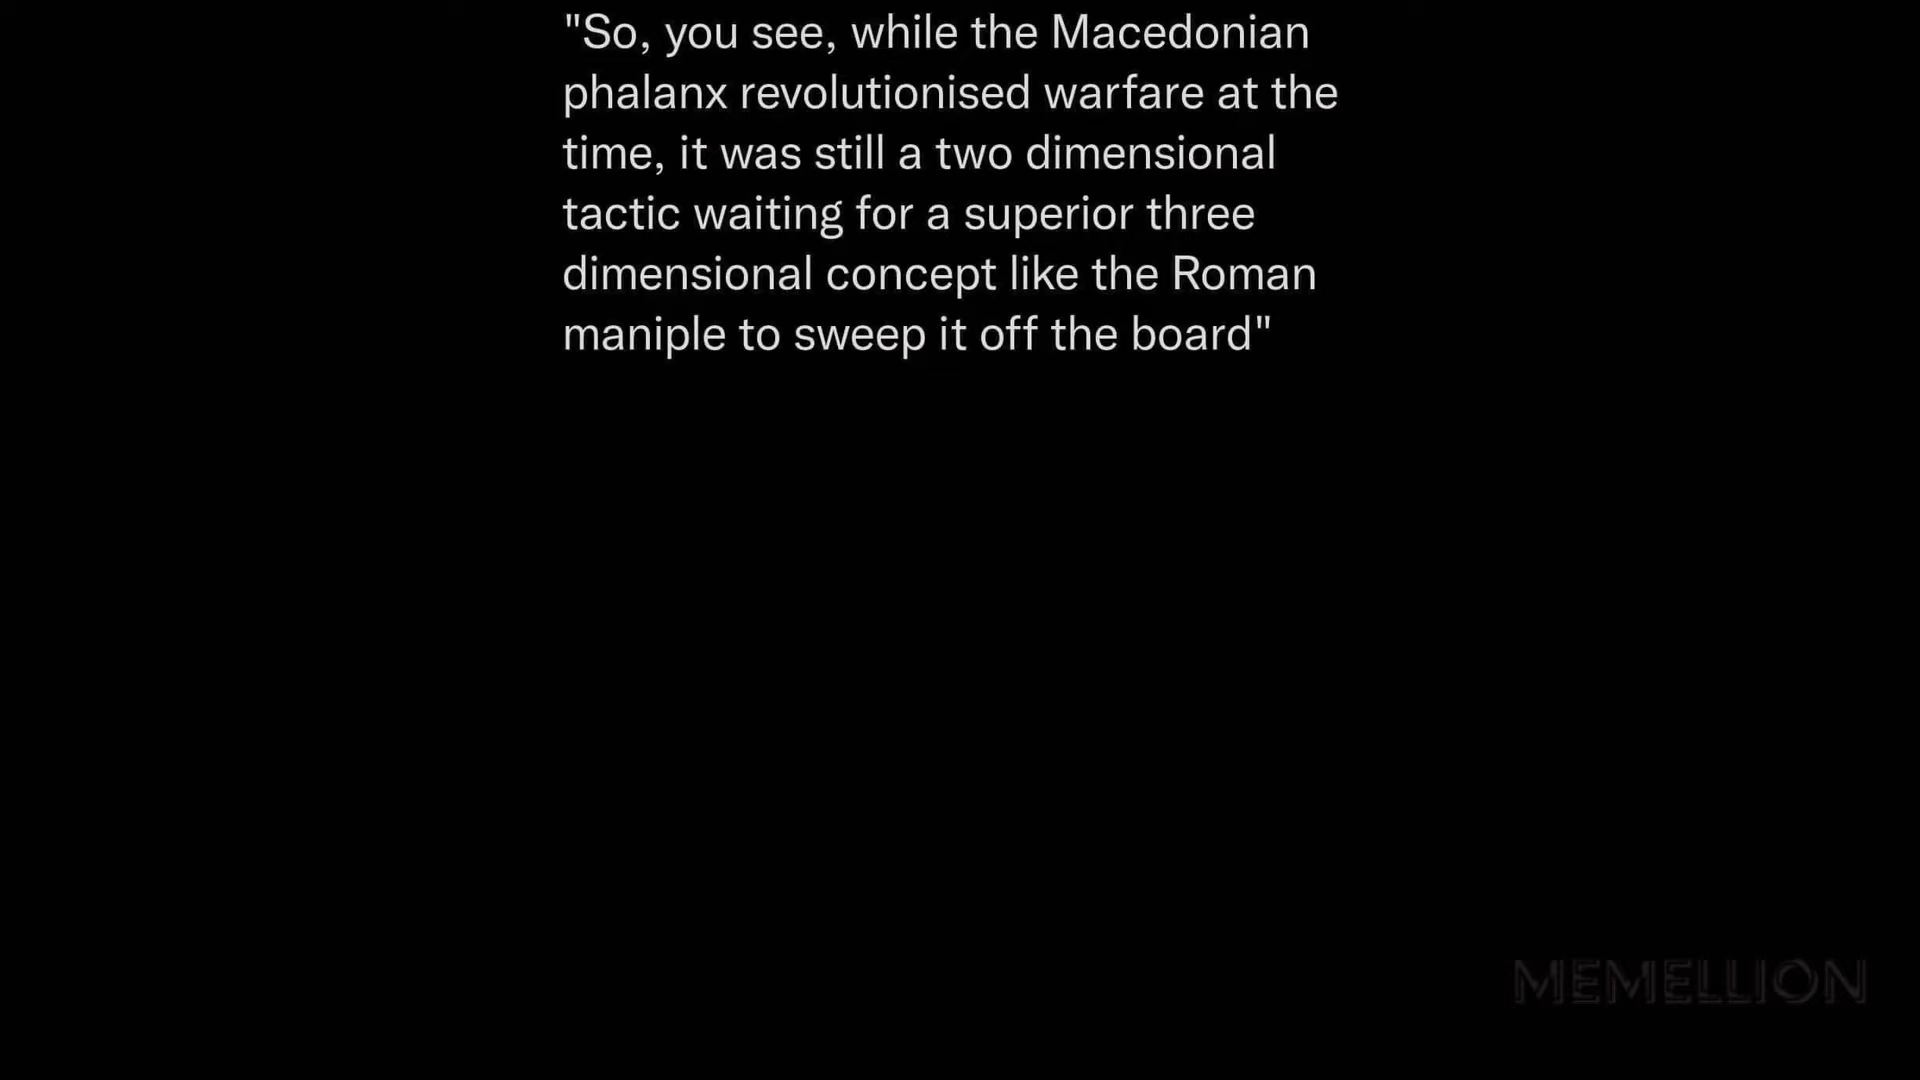 "So, you see, while the Macedonian
phalanx revolutionised warfare at the
time, it was still a two dimensional
tactic waiting for a superior three
dimensional concept like the Roman
maniple to sweep it off the board"
MEMELLION